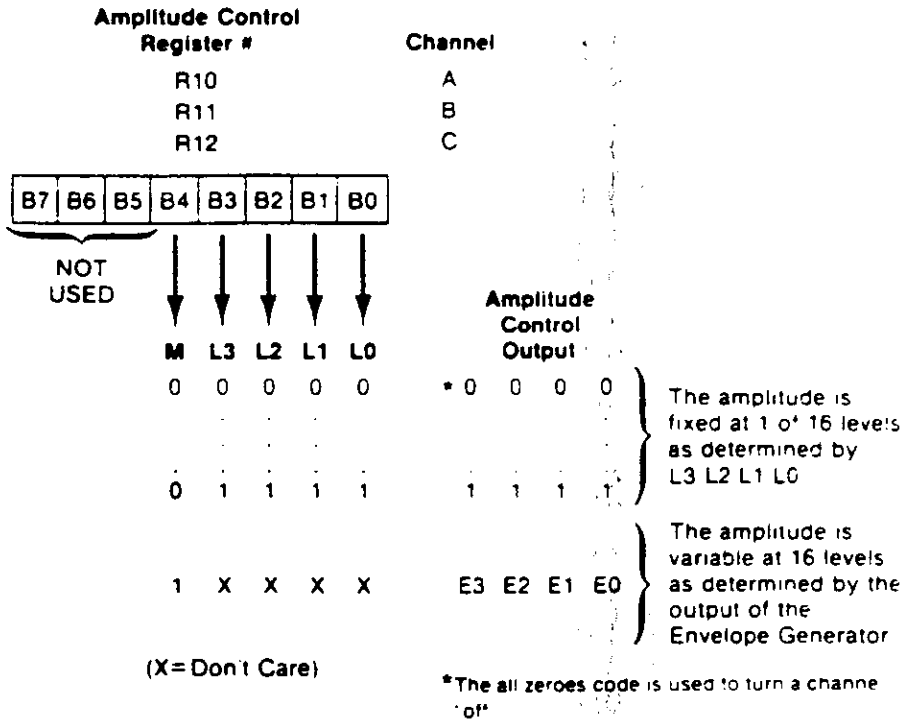 Amplitude Control
Register # Channel
R10 A
R11 B
R12 C
B7 B6 B5 B4 B3 B2 B1 B0
NOT
USED
Amplitude
Control
M L3 L2 L1 L0 Output
0 0 0 0 0 * 0 0 0 0
The amplitude is
fixed at 1 of 16 levels
as determined by
L3 L2 L1 L0
0 1 1 1 1 1 1 1 1
The amplitude is
variable at 16 levels
1 X X X X E3 E2 E1 E0 as determined by the
output of the
Envelope Generator
(X=Don't Care)
*The all zeroes code is used to turn a channe
"of"